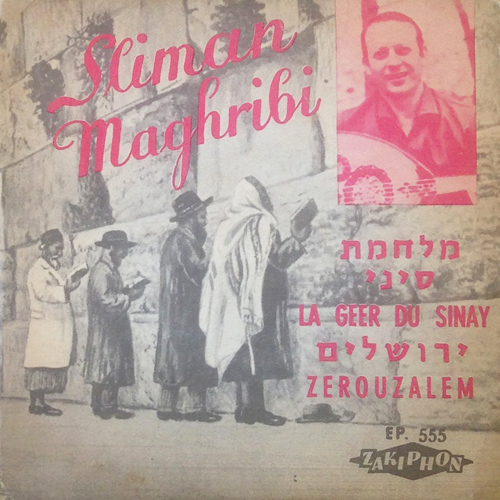 Sliman
Maghribi
מלחמת
סיני
LA GEER DU SINAY
ירושלים
ZEROUZALEM
EP. 555
ZAKIPHON